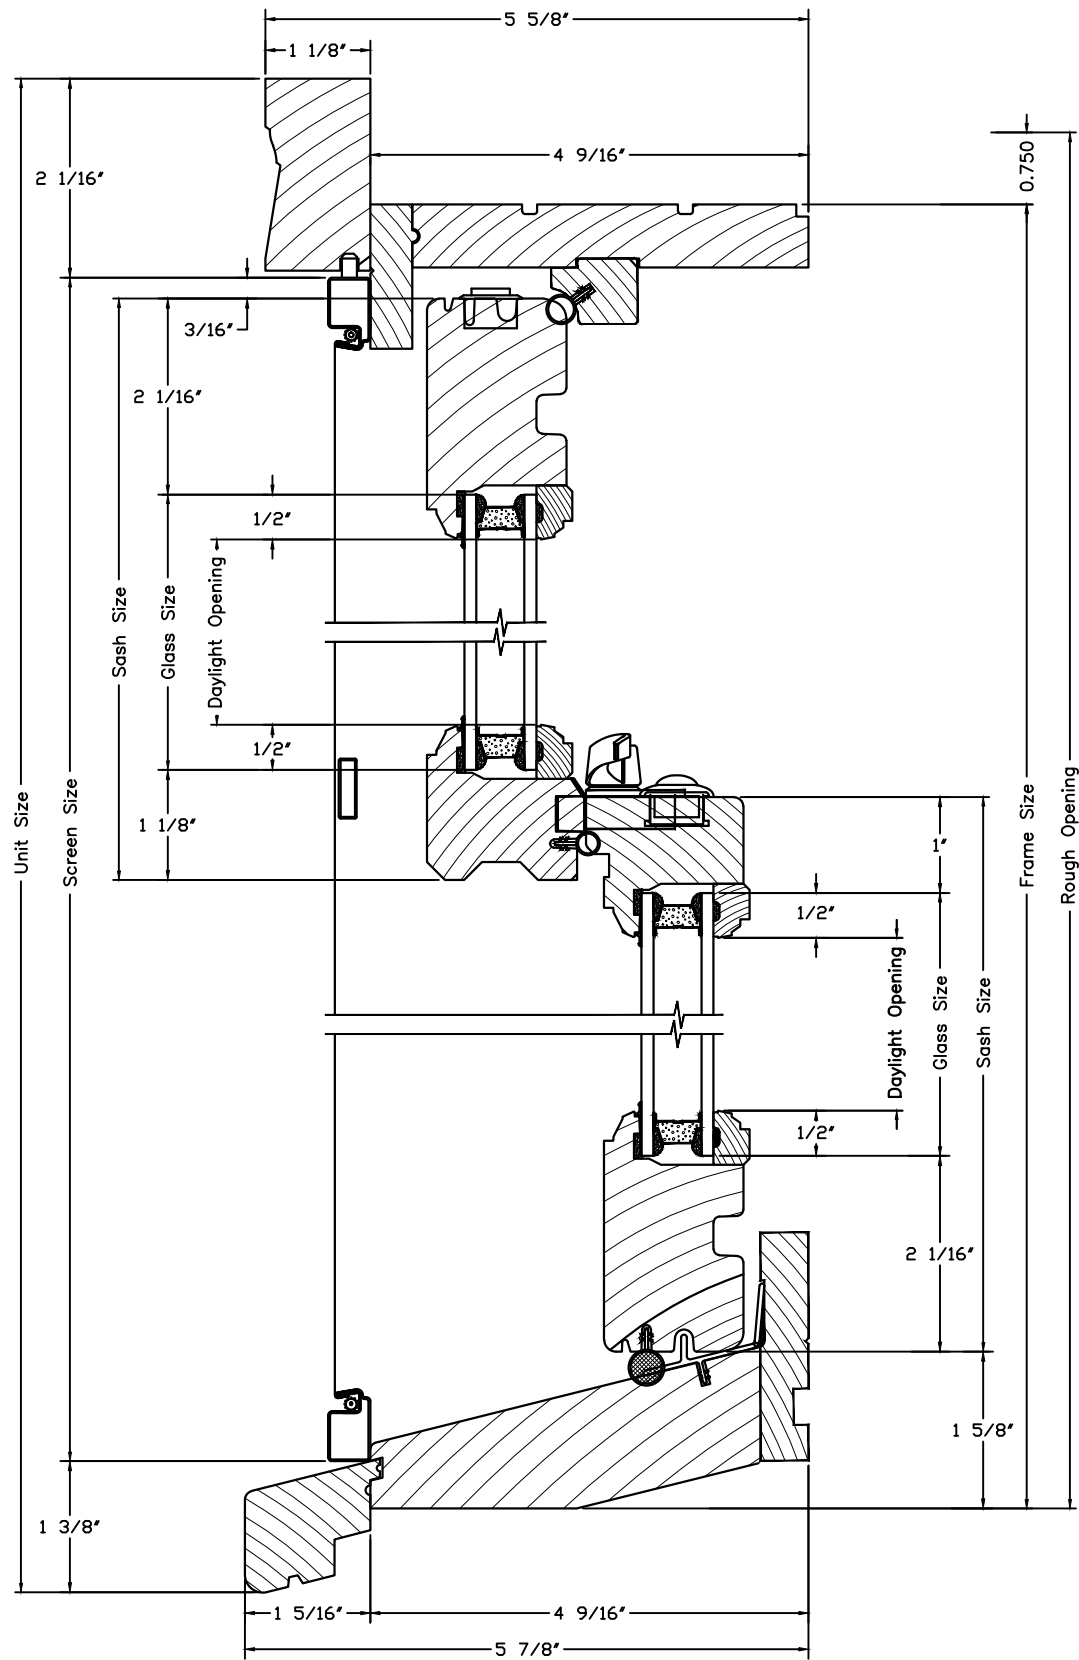 5 5/8"
1 1/8"
4 9/16"
0.750
2 1/16"
3/16"
2 1/16"
1/2"
Sash Size
Glass Size
Daylight Opening
1/2"
1 1/8"
Unit Size
Screen Size
1"
1/2"
Frame Size
Rough Opening
Daylight Opening
Glass Size
Sash Size
1/2"
2 1/16"
1 5/8"
1 3/8"
1 5/16"
4 9/16"
5 7/8"